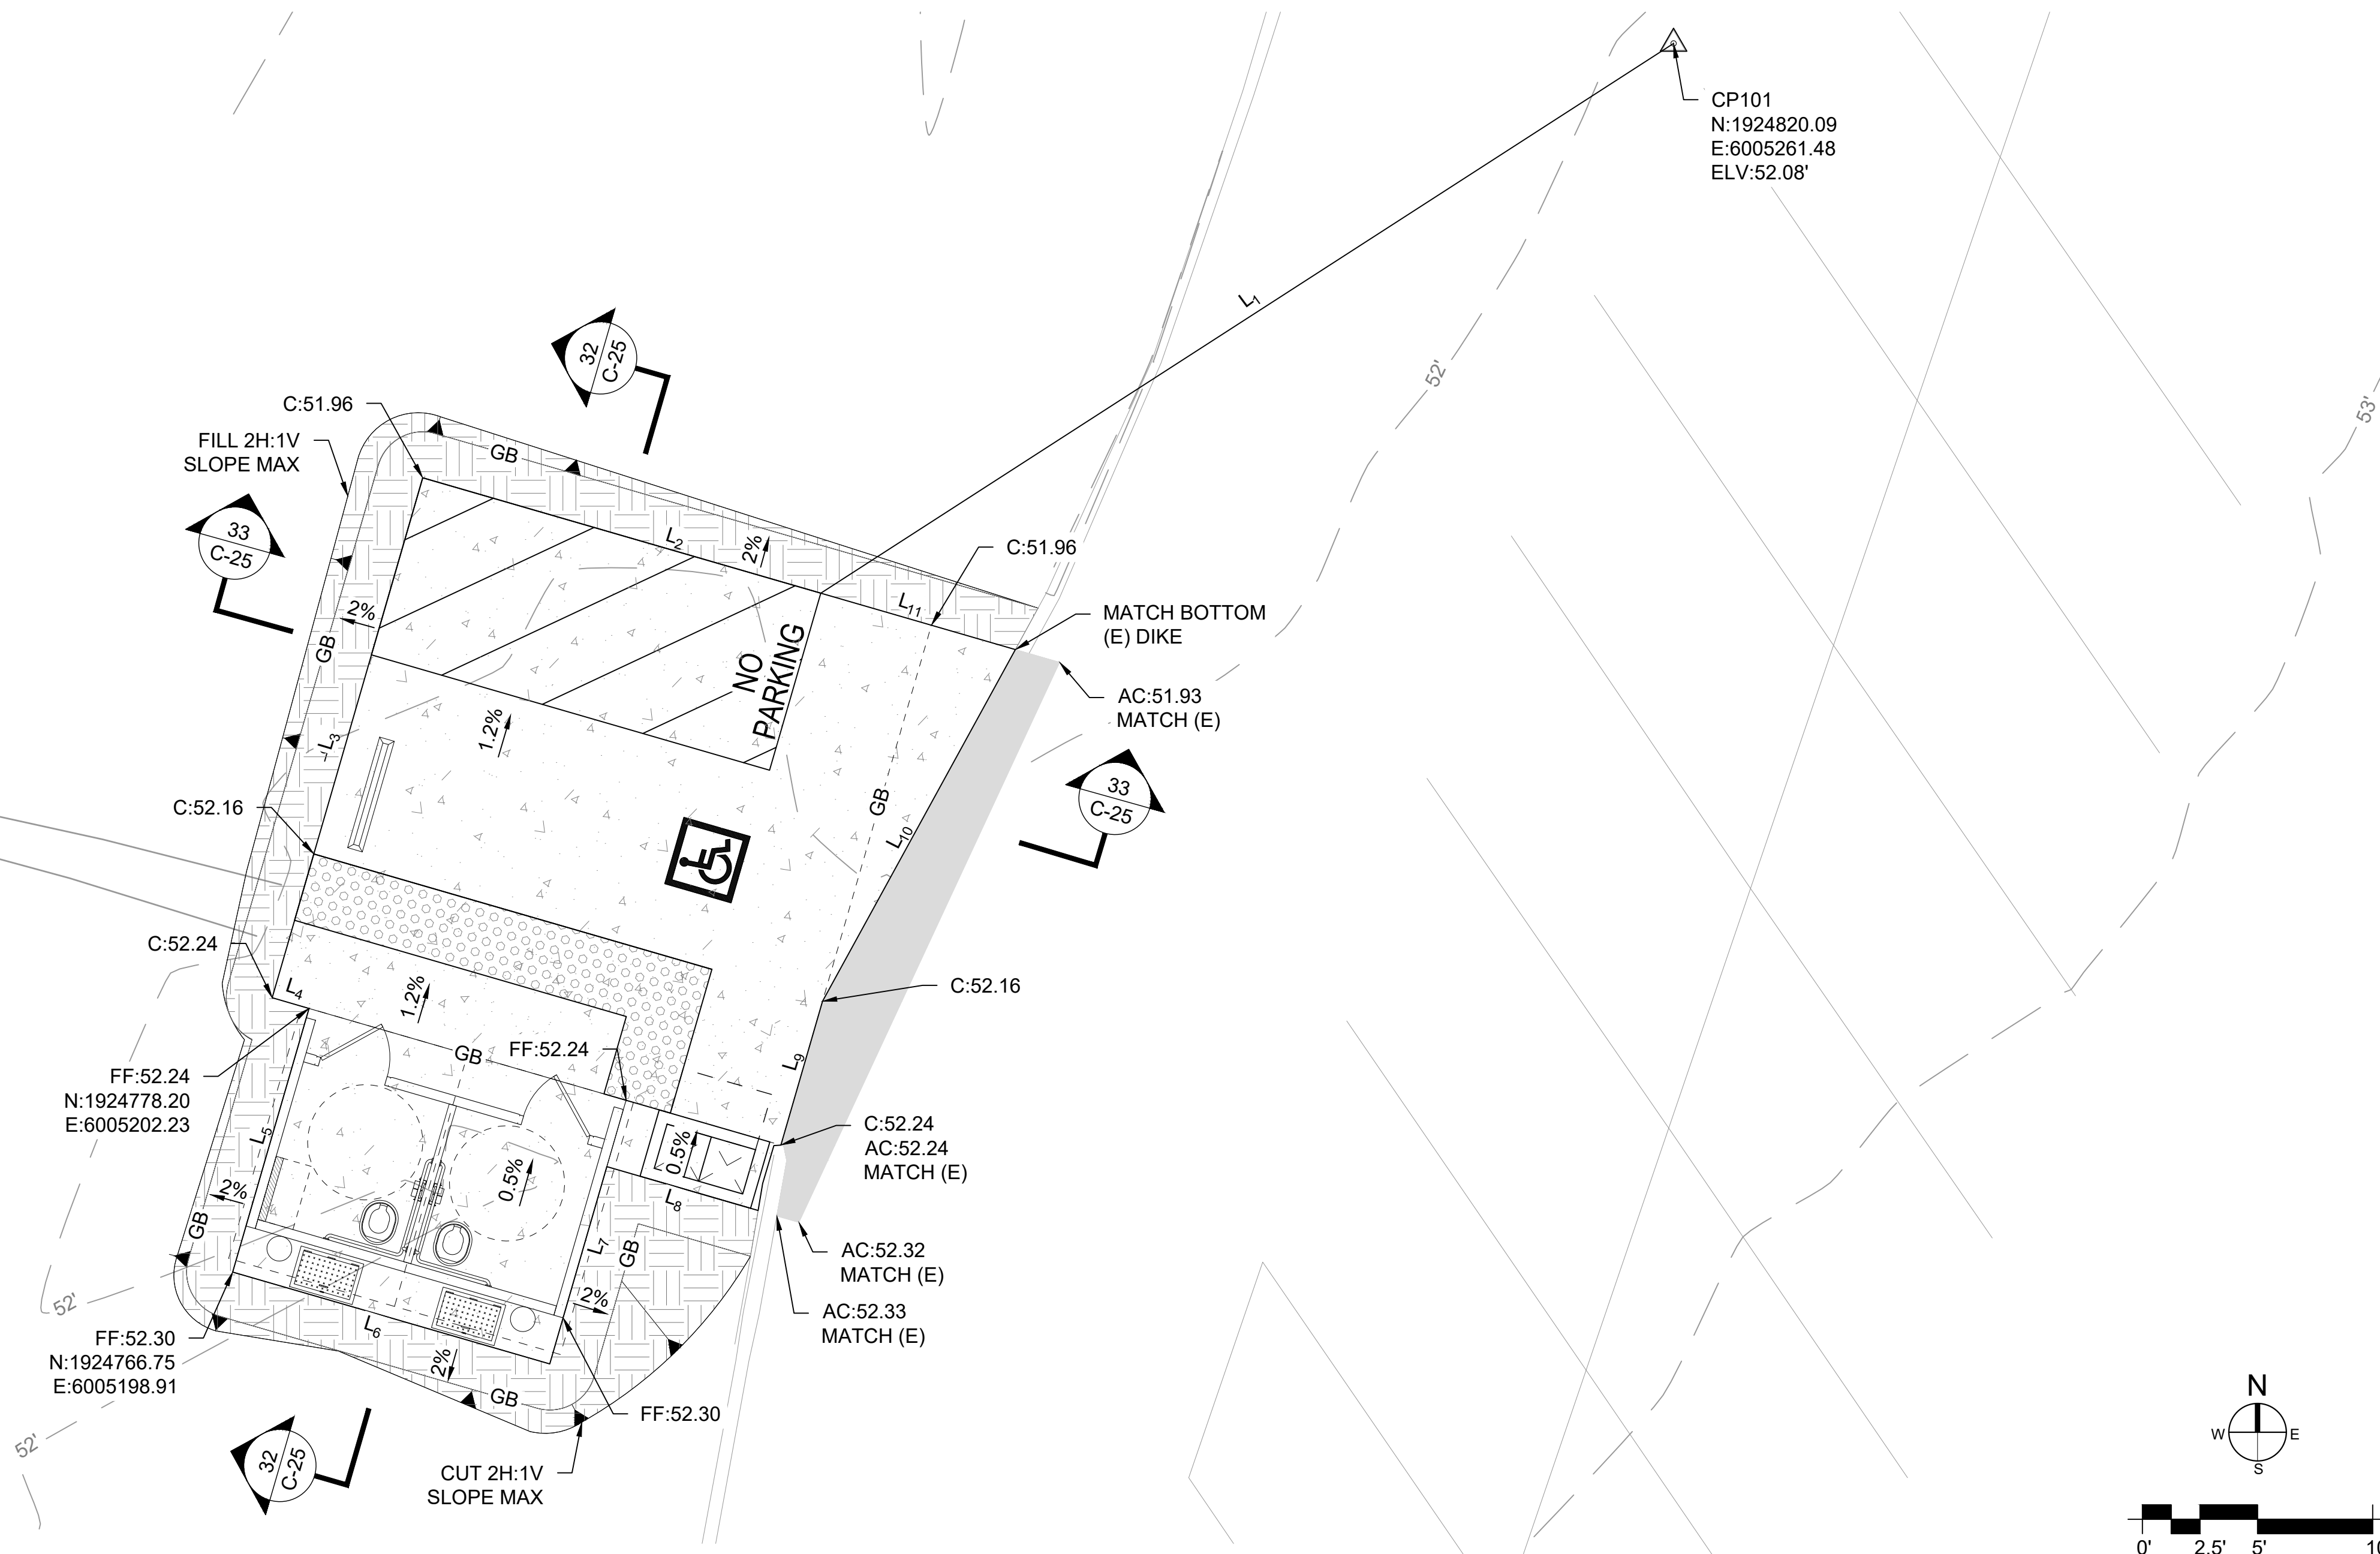 CP101
N:1924820.09
E:6005261.48
ELV:52.08'
L1
52'
53'
32
C-25
C:51.96
FILL 2H:1V
SLOPE MAX
GB
33
C-25
L2
2%
C:51.96
2%
L11
MATCH BOTTOM
(E) DIKE
GB
NO
PARKING
AC:51.93
MATCH (E)
1.2%
L3
33
C-25
GB
C:52.16
L10
C:52.24
L4
1.2%
C:52.16
GB
FF:52.24
L9
FF:52.24
N:1924778.20
E:6005202.23
L5
0.5%
C:52.24
AC:52.24
MATCH (E)
0.5%
2%
L8
GB
L7
GB
AC:52.32
MATCH (E)
52'
2%
AC:52.33
MATCH (E)
L6
FF:52.30
N:1924766.75
E:6005198.91
2%
GB
FF:52.30
52'
32
C-25
CUT 2H:1V
SLOPE MAX
N
W
E
S
0'
2.5'
5'